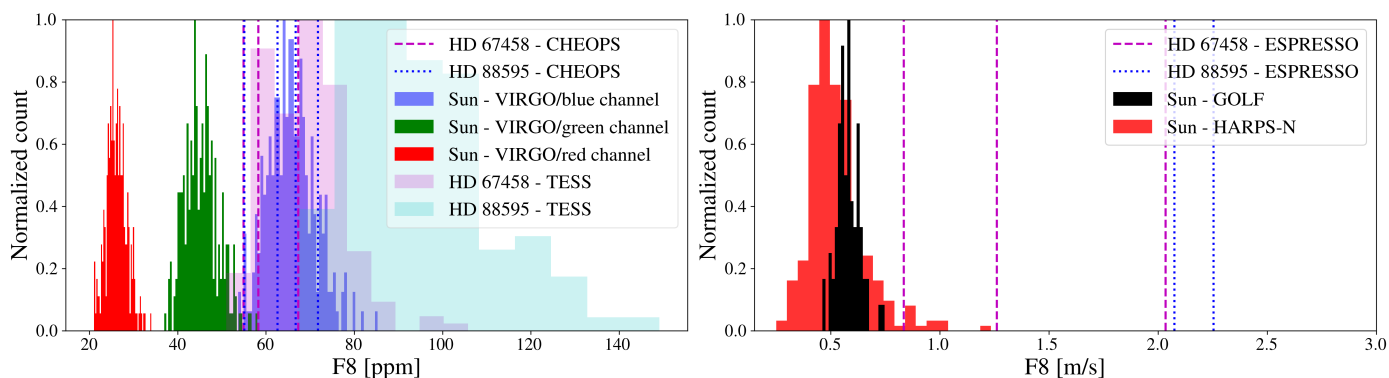 HD 67458 - CHEOPS
HD 88595 - CHEOPS
Sun - VIRGO/blue channel
Sun - VIRGO/green channel
Sun - VIRGO/red channel
HD 67458 - TESS
HD 88595 - TESS
Normalized count
1.0
0.8
0.6
0.4
0.2
0.0
20 40 60 80 100 120 140
F8 [ppm]
HD 67458 - ESPRESSO
HD 88595 - ESPRESSO
Sun - GOLF
Sun - HARPS-N
Normalized count
1.0
0.8
0.6
0.4
0.2
0.0
0.5 1.0 1.5 2.0 2.5 3.0
F8 [m/s]